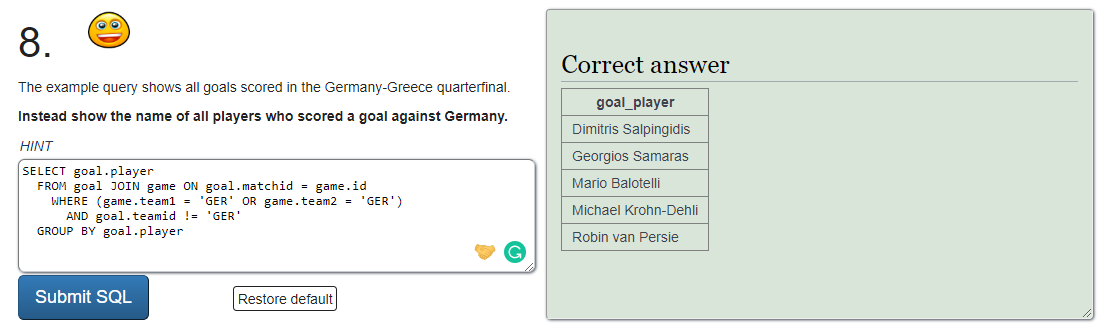 8.
The example query shows all goals scored in the Germany-Greece quarterfinal.
Instead show the name of all players who scored a goal against Germany.
HINT
SELECT goal.player
FROM goal JOIN game ON goal.matchid = game.id
WHERE (game.team1 = 'GER' OR game.team2 = 'GER')
AND goal.teamid != 'GER'
GROUP BY goal.player
Submit SQL
Restore default
Correct answer
goal_player
Dimitris Salpingidis
Georgios Samaras
Mario Balotelli
Michael Krohn-Dehli
Robin van Persie